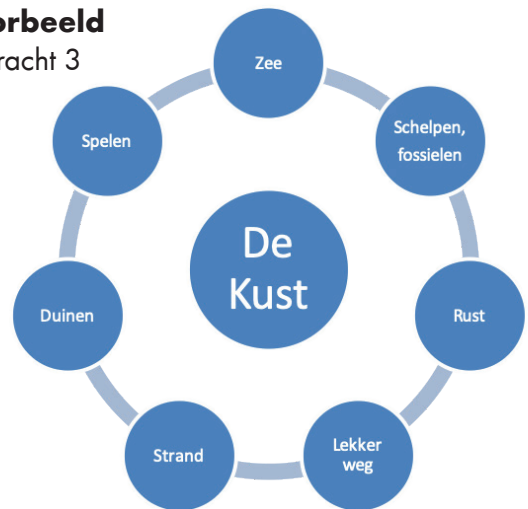 orbeeld
racht 3
Zee
Schelpen,
fossielen
Rust
Lekker
weg
Strand
Duinen
Spelen
De
Kust